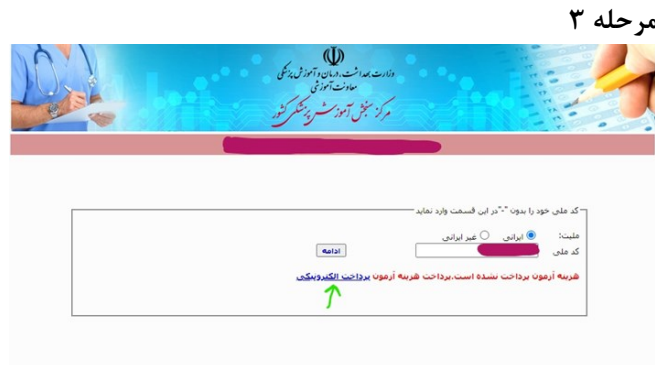 مرحله ۳
وزارت بهداشت، درمان و آموزش پزشکی
معاونت آموزشی
مرکز سنجش آموزش پزشکی کشور
کد ملی خود را بدون "-" در این قسمت وارد نماید
ملیت: ایرانی غیر ایرانی
کد ملی ادامه
هزینه آزمون پرداخت نشده است.پرداخت هزینه آزمون پرداخت الکترونیکی